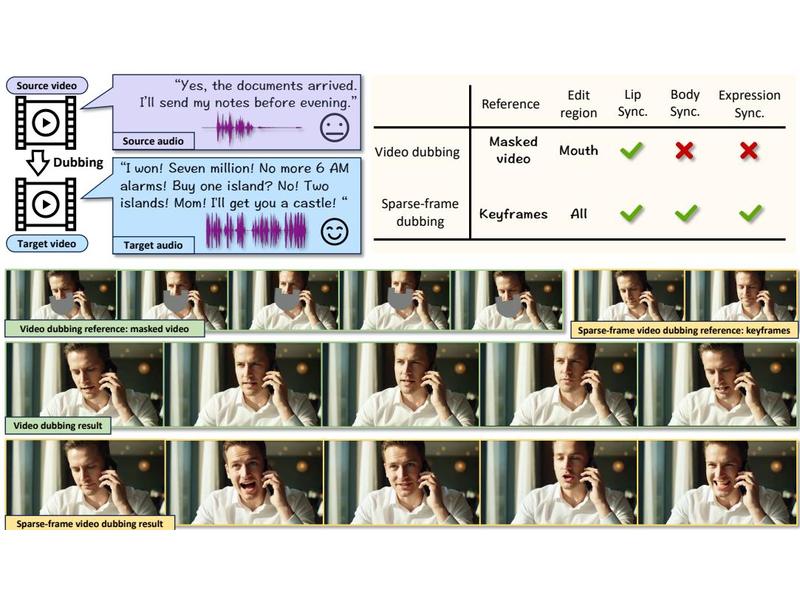 Source video
"Yes, the documents arrived.
I'll send my notes before evening."
Source audio
Dubbing
"I won! Seven million! No more 6 AM
alarms! Buy one island? No! Two
islands! Mom! I'll get you a castle! "
Target video
Target audio
Reference
Edit
region
Lip
Sync.
Body
Sync.
Expression
Sync.
Video dubbing
Masked
video
Mouth
Sparse-frame
dubbing
Keyframes
All
Video dubbing reference: masked video
Sparse-frame video dubbing reference: keyframes
Video dubbing result
Sparse-frame video dubbing result